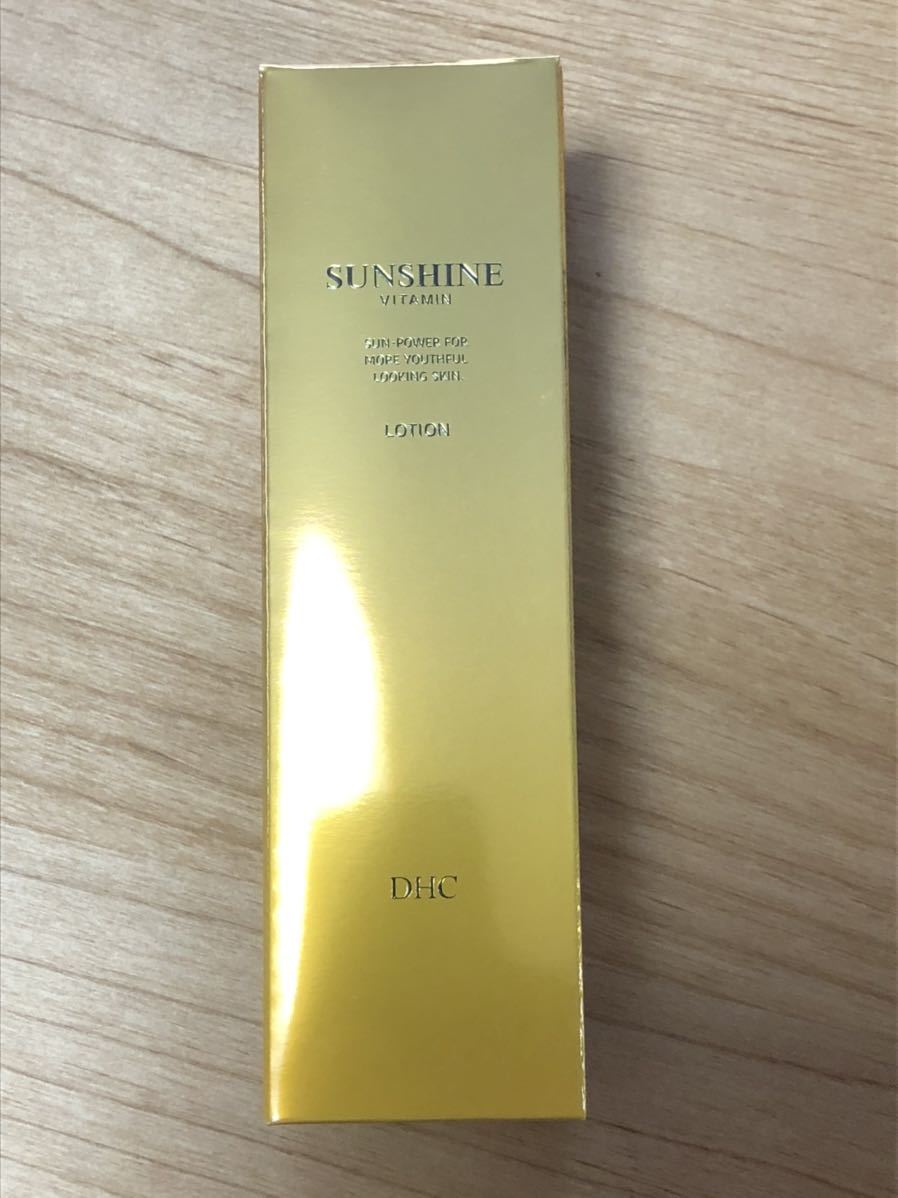 SUNSHINE
VITAMIN
SUN-POWER FOR
MORE YOUTHFUL
LOOKING SKIN.
LOTION
DHC